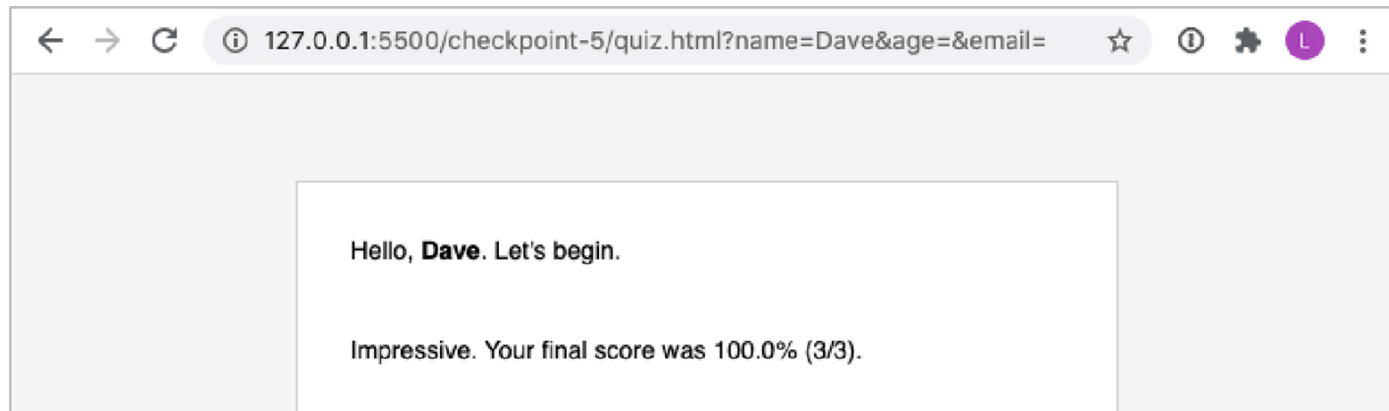 127.0.0.1:5500/checkpoint-5/quiz.html?name=Dave&age=&email=
L
Hello, Dave. Let's begin.
Impressive. Your final score was 100.0% (3/3).